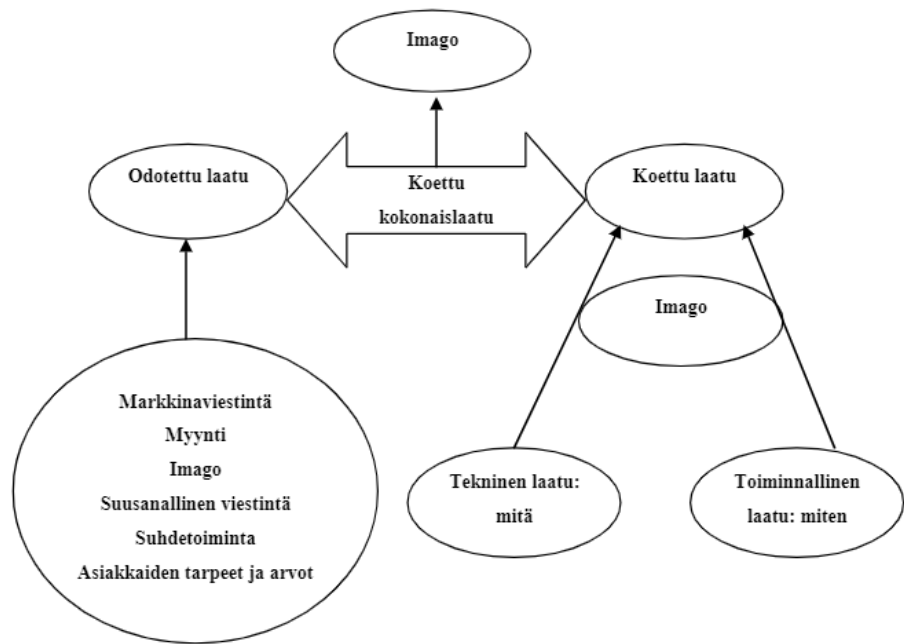 Imago
Odotettu laatu
Koettu
kokonaislaatu
Koettu laatu
Imago
Markkinaviestintä
Myynti
Imago
Suusanallinen viestintä
Suhdetoiminta
Asiakkaiden tarpeet ja arvot
Tekninen laatu:
mitä
Toiminnallinen
laatu: miten